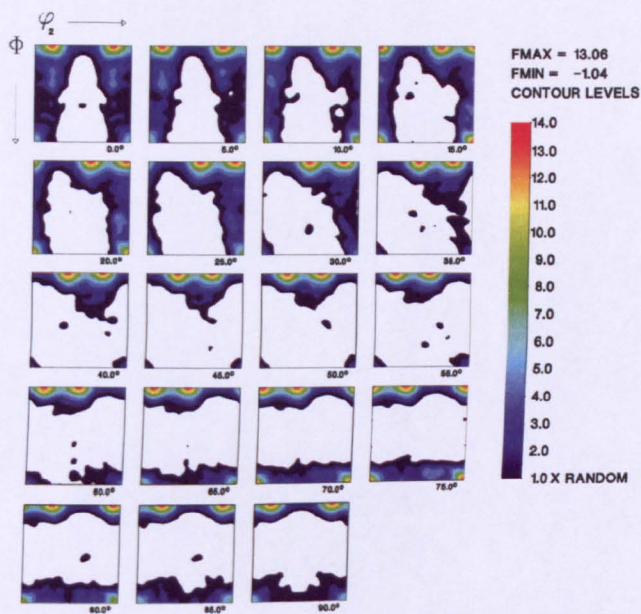 φ₂
Φ
FMAX = 13.06
FMIN = -1.04
CONTOUR LEVELS
0.0° 5.0° 10.0° 15.0°
20.0° 25.0° 30.0° 35.0°
40.0° 45.0° 50.0° 55.0°
60.0° 65.0° 70.0° 75.0°
80.0° 85.0° 90.0°
14.0
13.0
12.0
11.0
10.0
9.0
8.0
7.0
6.0
5.0
4.0
3.0
2.0
1.0 X RANDOM